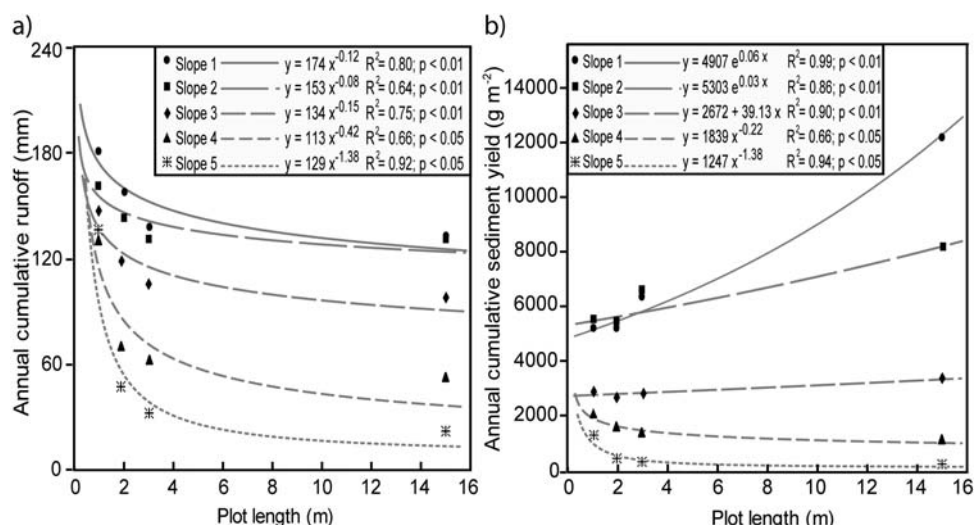 a)
240
180
120
60
0
Annual cumulative runoff (mm)
Slope 1 y = 174 x^-0.12 R² = 0.80; p < 0.01
Slope 2 y = 153 x^-0.08 R² = 0.64; p < 0.01
Slope 3 y = 134 x^-0.15 R² = 0.75; p < 0.01
Slope 4 y = 113 x^-0.42 R² = 0.66; p < 0.05
Slope 5 y = 129 x^-1.38 R² = 0.92; p < 0.05
0 2 4 6 8 10 12 14 16
Plot length (m)
b)
14000
12000
10000
8000
6000
4000
2000
0
Annual cumulative sediment yield (g m⁻²)
Slope 1 y = 4907 e^0.06 x R² = 0.99; p < 0.01
Slope 2 y = 5303 e^0.03 x R² = 0.86; p < 0.01
Slope 3 y = 2672 + 39.13 x R² = 0.90; p < 0.01
Slope 4 y = 1839 x^-0.22 R² = 0.66; p < 0.05
Slope 5 y = 1247 x^-1.38 R² = 0.94; p < 0.05
0 2 4 6 8 10 12 14 16
Plot length (m)